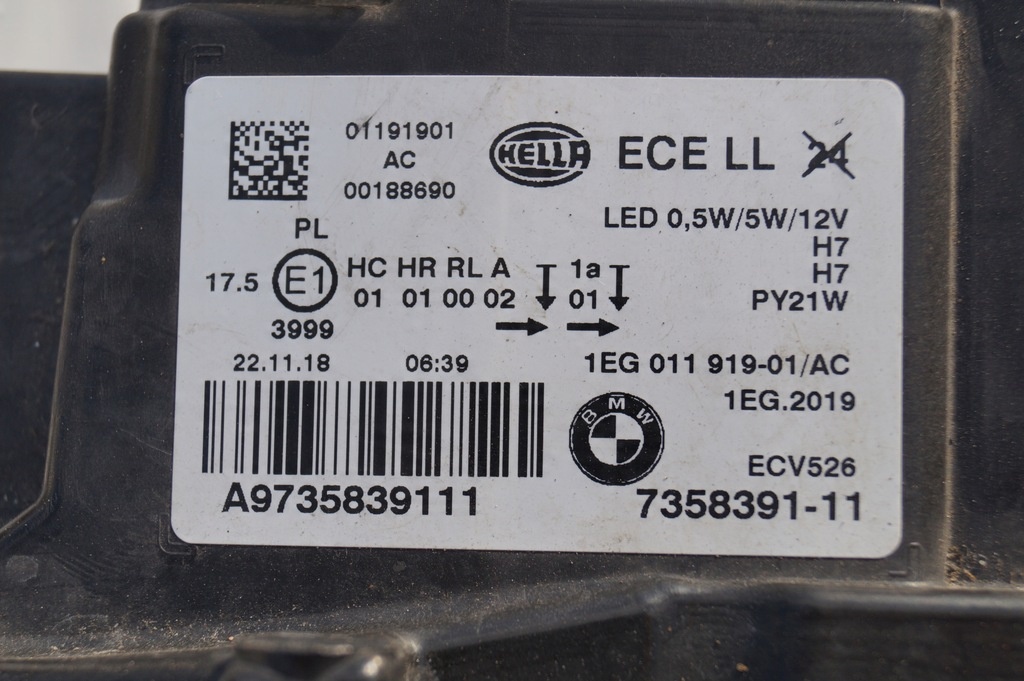 01191901
AC
00188690
HELLA
ECE LL 24
LED 0,5W/5W/12V
H7
H7
PY21W
PL
17.5 E1 HC HR RL A 1a
01 01 00 02 01
3999
22.11.18 06:39
1EG 011 919-01/AC
1EG.2019
BMW
ECV526
A9735839111
7358391-11